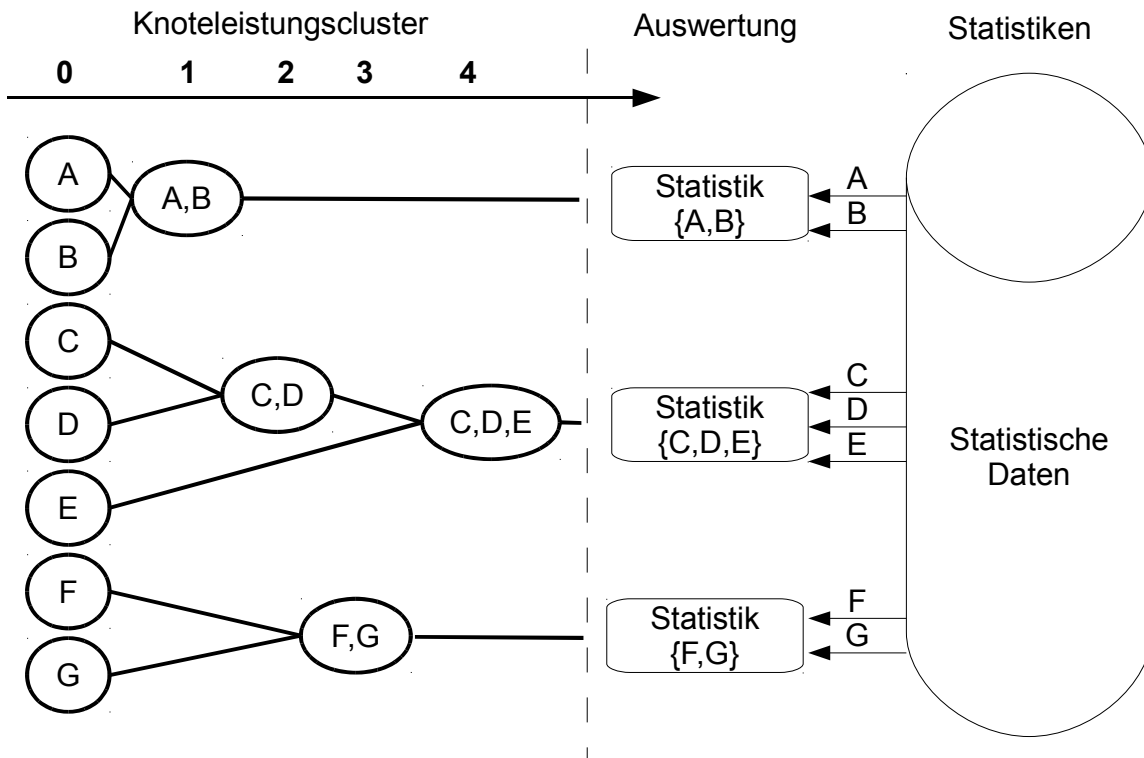 Knoteleistungscluster
Auswertung
Statistiken
0 1 2 3 4
A
B
C
D
E
F
G
A,B
C,D
C,D,E
F,G
Statistik
{A,B}
Statistik
{C,D,E}
Statistik
{F,G}
A
B
C
D
E
F
G
Statistische
Daten